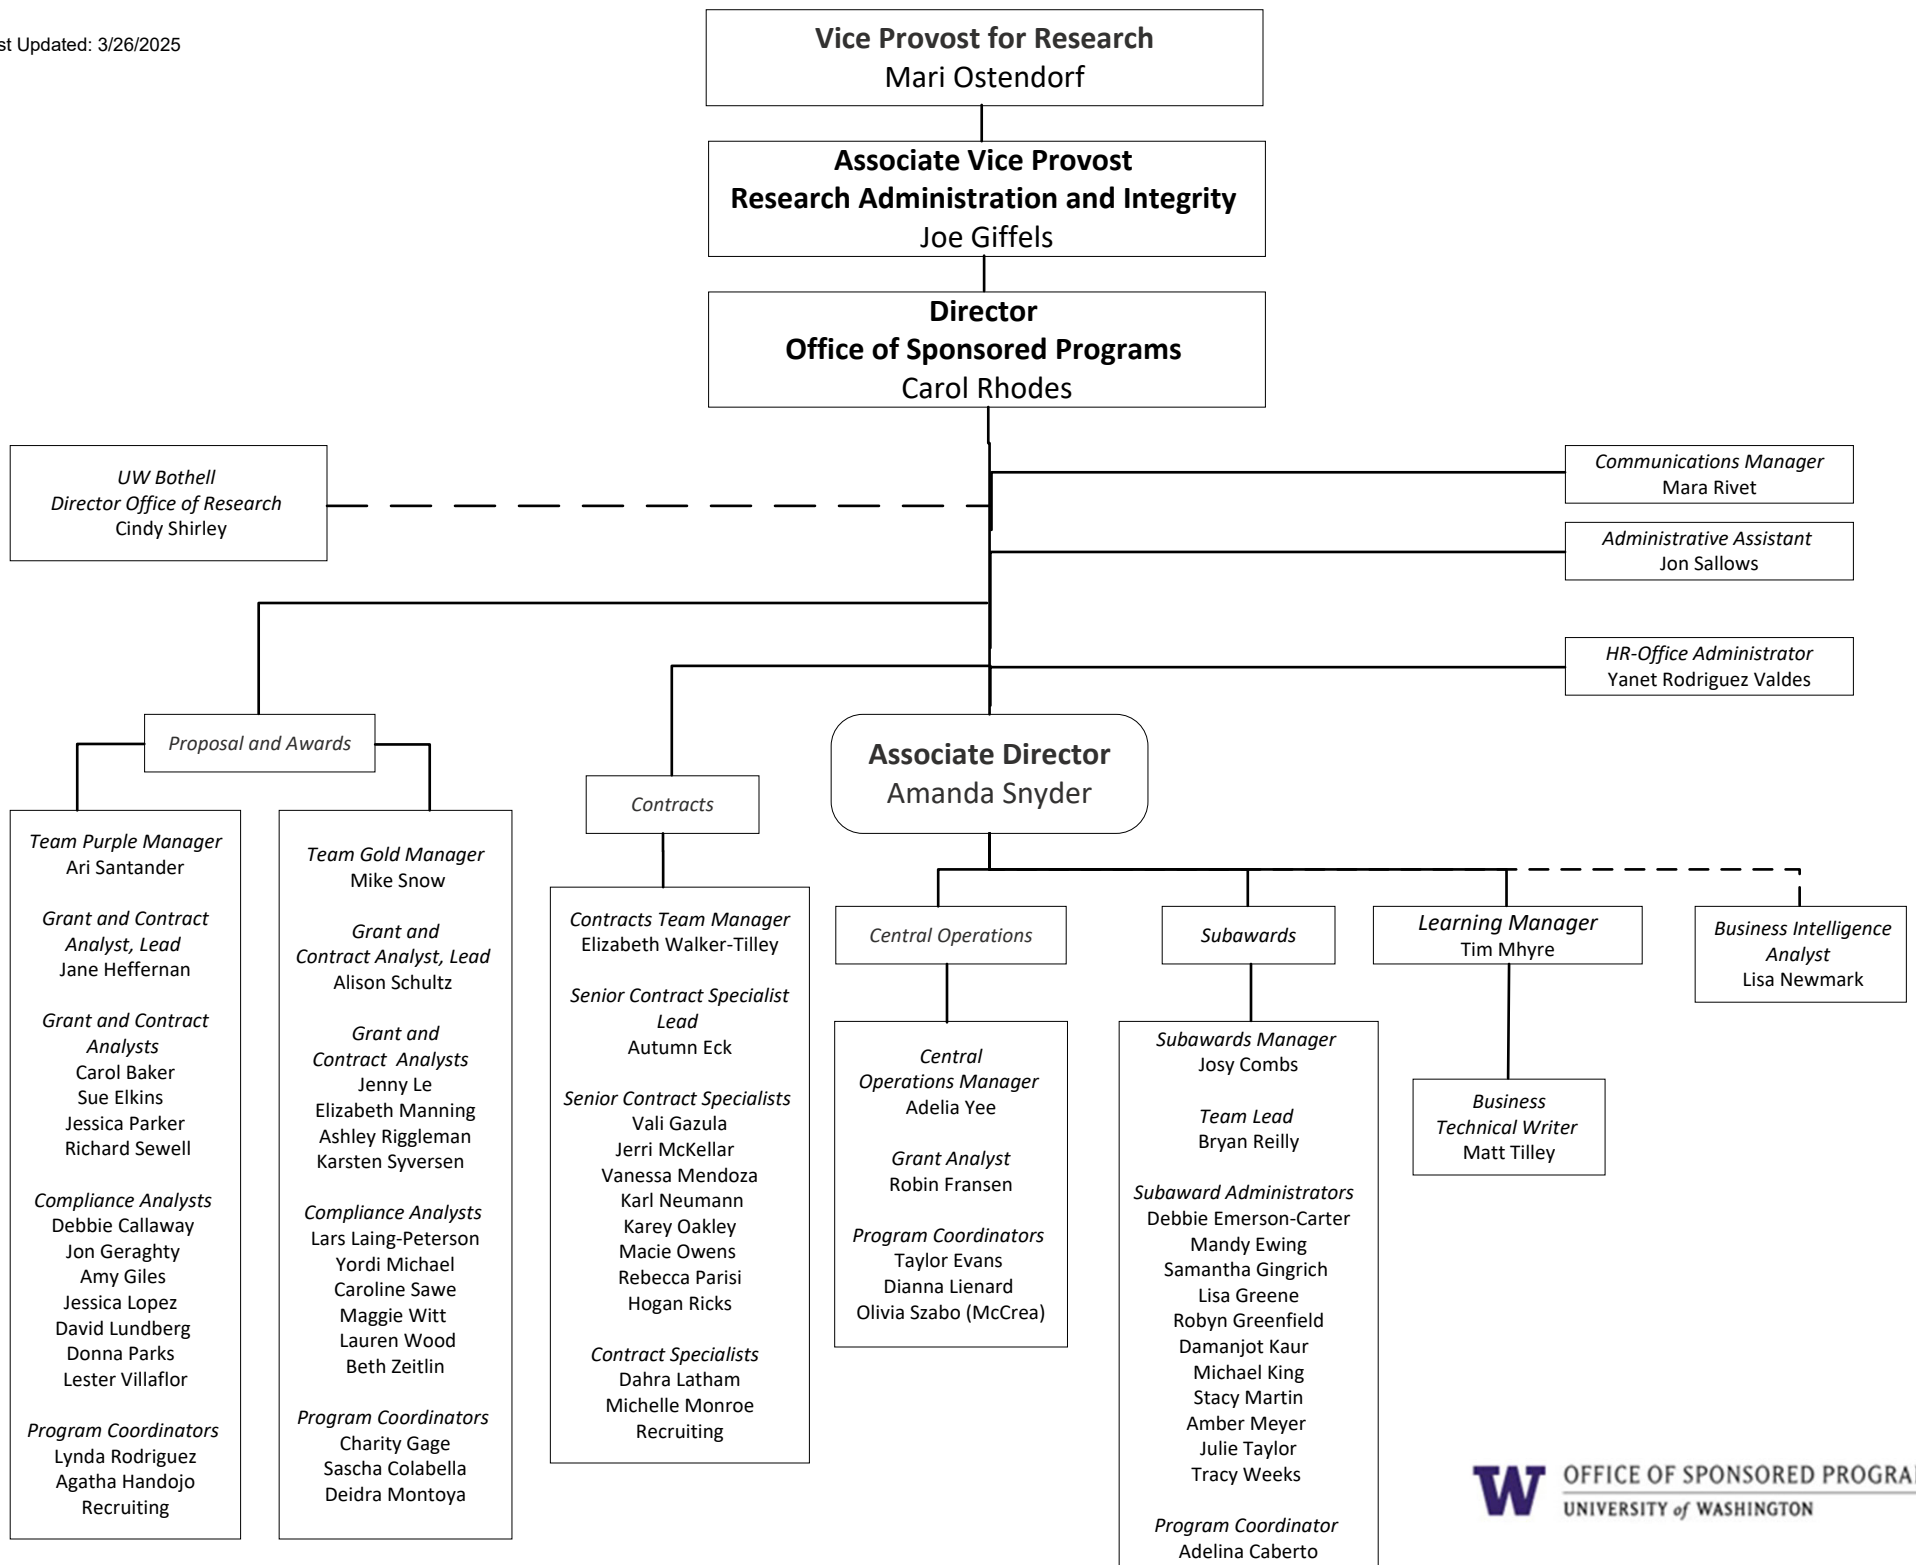 st Updated: 3/26/2025
Vice Provost for Research
Mari Ostendorf
Associate Vice Provost
Research Administration and Integrity
Joe Giffels
Director
Office of Sponsored Programs
Carol Rhodes
UW Bothell
Director Office of Research
Cindy Shirley
Communications Manager
Mara Rivet
Administrative Assistant
Jon Sallows
HR-Office Administrator
Yanet Rodriguez Valdes
Proposal and Awards
Team Purple Manager
Ari Santander
Grant and Contract
Analyst, Lead
Jane Heffernan
Grant and Contract
Analysts
Carol Baker
Sue Elkins
Jessica Parker
Richard Sewell
Compliance Analysts
Debbie Callaway
Jon Geraghty
Amy Giles
Jessica Lopez
David Lundberg
Donna Parks
Lester Villaflor
Program Coordinators
Lynda Rodriguez
Agatha Handojo
Recruiting
Team Gold Manager
Mike Snow
Grant and
Contract Analyst, Lead
Alison Schultz
Grant and
Contract  Analysts
Jenny Le
Elizabeth Manning
Ashley Riggleman
Karsten Syversen
Compliance Analysts
Lars Laing-Peterson
Yordi Michael
Caroline Sawe
Maggie Witt
Lauren Wood
Beth Zeitlin
Program Coordinators
Charity Gage
Sascha Colabella
Deidra Montoya
Contracts
Contracts Team Manager
Elizabeth Walker-Tilley
Senior Contract Specialist
Lead
Autumn Eck
Senior Contract Specialists
Vali Gazula
Jerri McKellar
Vanessa Mendoza
Karl Neumann
Karey Oakley
Macie Owens
Rebecca Parisi
Hogan Ricks
Contract Specialists
Dahra Latham
Michelle Monroe
Recruiting
Associate Director
Amanda Snyder
Central Operations
Central
Operations Manager
Adelia Yee
Grant Analyst
Robin Fransen
Program Coordinators
Taylor Evans
Dianna Lienard
Olivia Szabo (McCrea)
Subawards
Subawards Manager
Josy Combs
Team Lead
Bryan Reilly
Subaward Administrators
Debbie Emerson-Carter
Mandy Ewing
Samantha Gingrich
Lisa Greene
Robyn Greenfield
Damanjot Kaur
Michael King
Stacy Martin
Amber Meyer
Julie Taylor
Tracy Weeks
Program Coordinator
Adelina Caberto
Learning Manager
Tim Mhyre
Business
Technical Writer
Matt Tilley
Business Intelligence
Analyst
Lisa Newmark
W
OFFICE OF SPONSORED PROGRA
UNIVERSITY of WASHINGTON